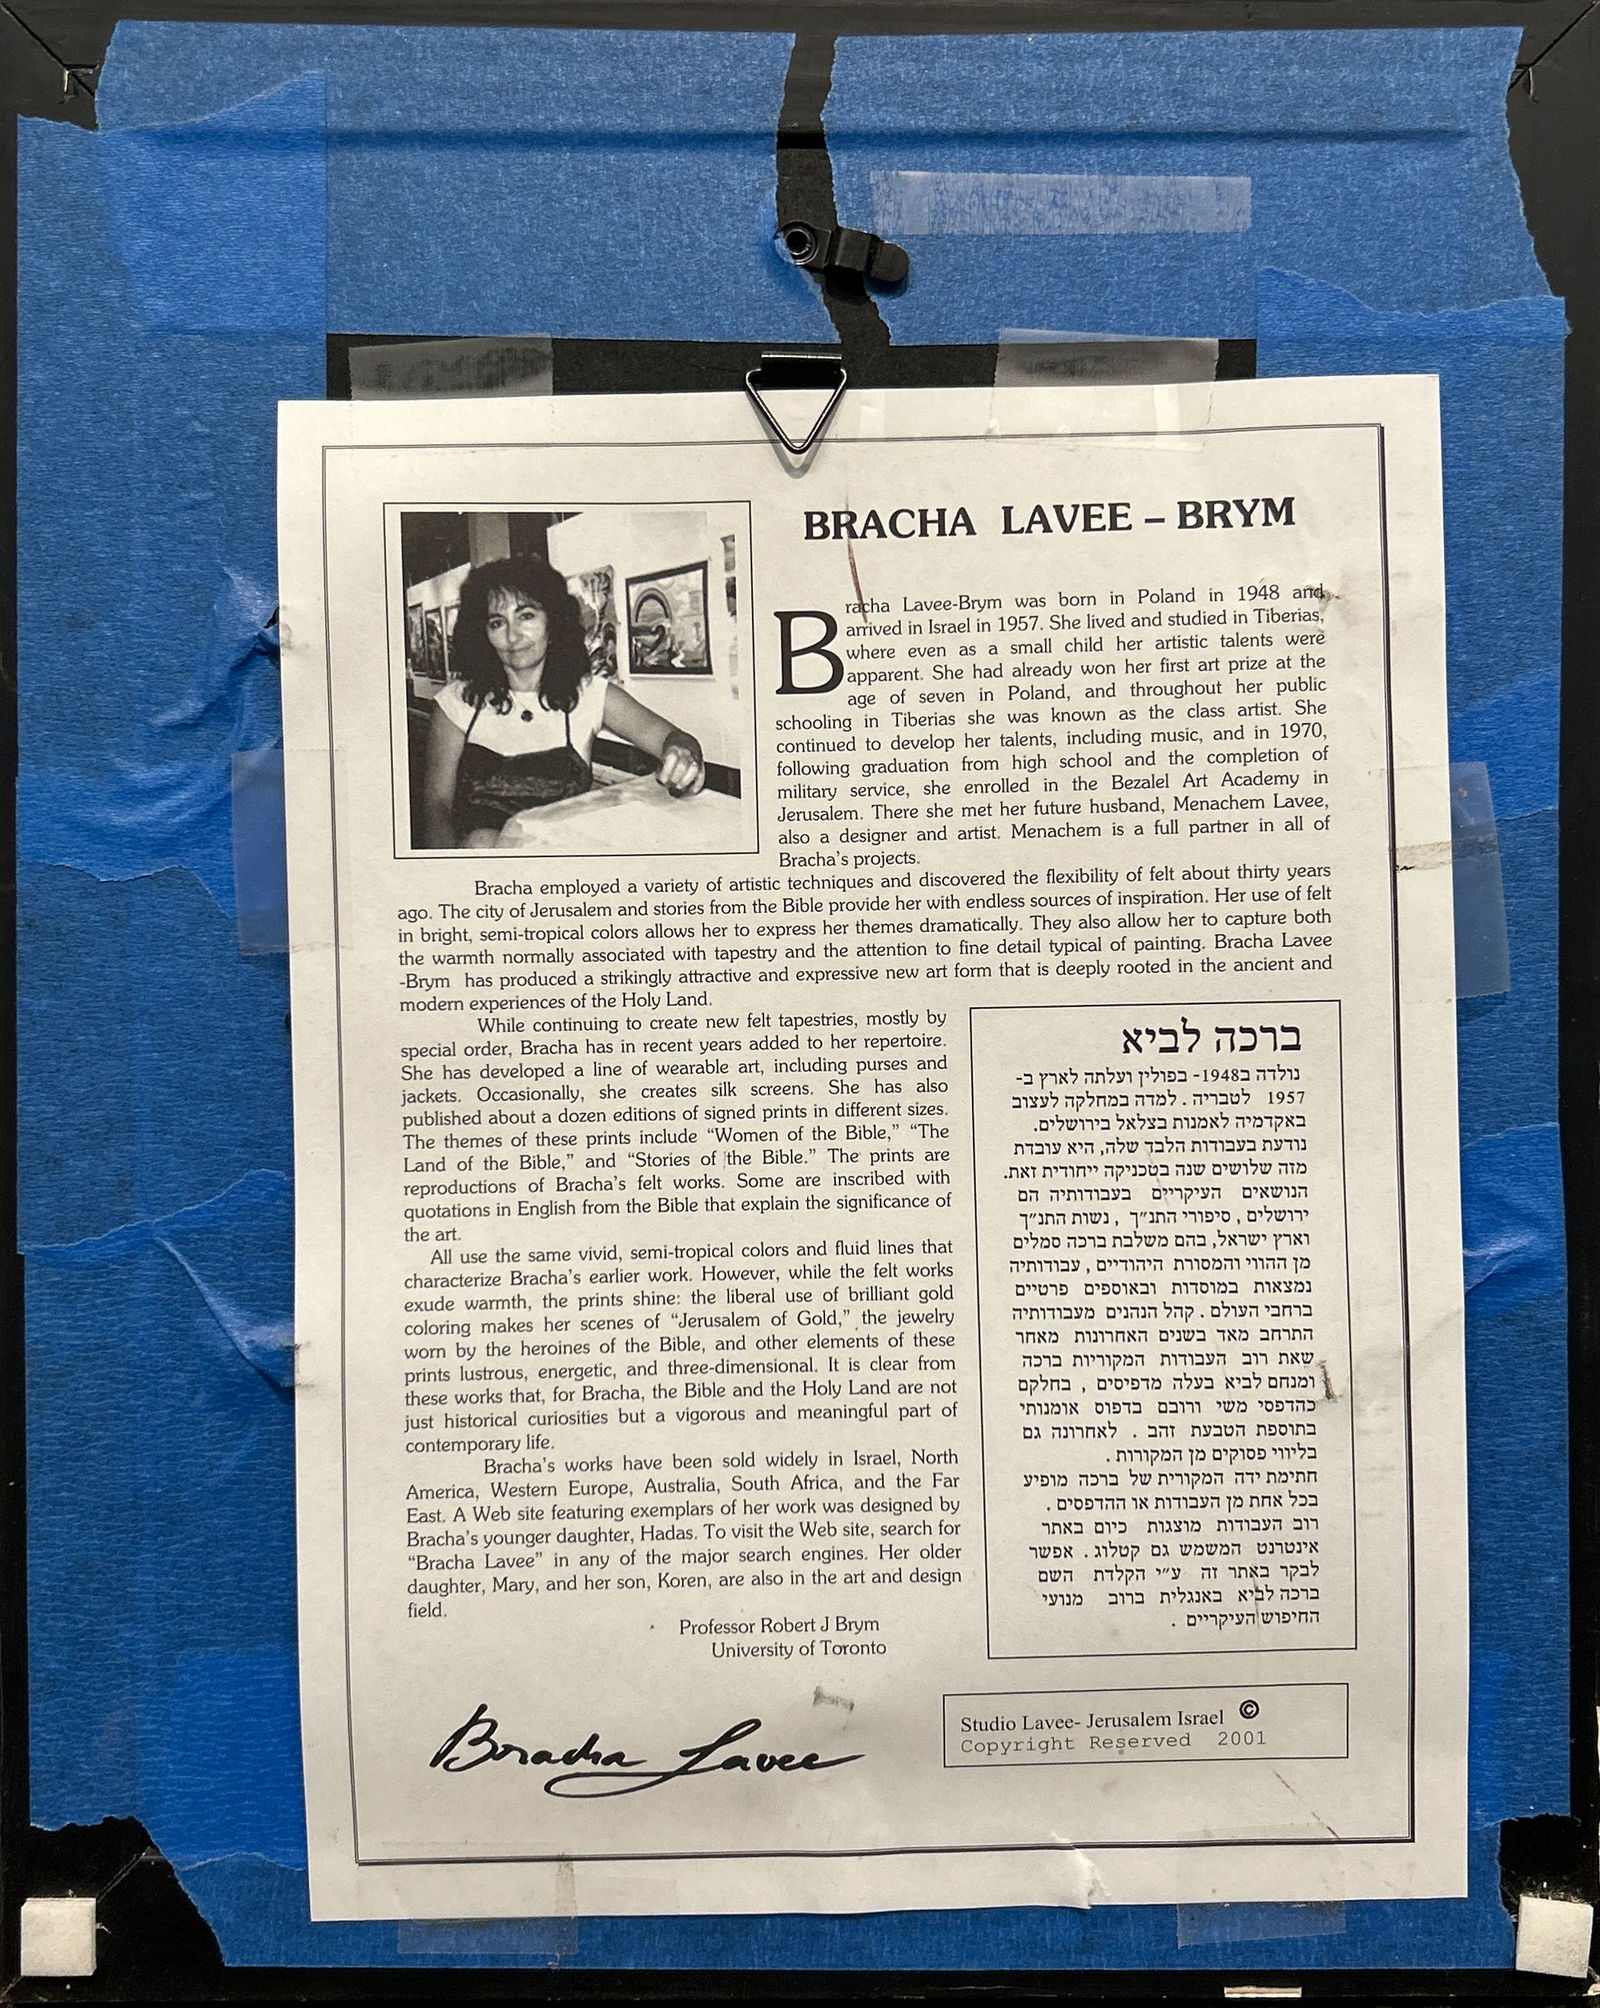 BRACHA LAVEE – BRYM
Bracha Lavee-Brym was born in Poland in 1948 and
arrived in Israel in 1957. She lived and studied in Tiberias,
where even as a small child her artistic talents were
apparent. She had already won her first art prize at the
age of seven in Poland, and throughout her public
schooling in Tiberias she was known as the class artist. She
continued to develop her talents, including music, and in 1970,
following graduation from high school and the completion of
military service, she enrolled in the Bezalel Art Academy in
Jerusalem. There she met her future husband, Menachem Lavee,
also a designer and artist. Menachem is a full partner in all of
Bracha's projects.
Bracha employed a variety of artistic techniques and discovered the flexibility of felt about thirty years
ago. The city of Jerusalem and stories from the Bible provide her with endless sources of inspiration. Her use of felt
in bright, semi-tropical colors allows her to express her themes dramatically. They also allow her to capture both
the warmth normally associated with tapestry and the attention to fine detail typical of painting. Bracha Lavee
-Brym has produced a strikingly attractive and expressive new art form that is deeply rooted in the ancient and
modern experiences of the Holy Land.
While continuing to create new felt tapestries, mostly by
special order, Bracha has in recent years added to her repertoire.
She has developed a line of wearable art, including purses and
jackets. Occasionally, she creates silk screens. She has also
published about a dozen editions of signed prints in different sizes.
The themes of these prints include “Women of the Bible,” “The
Land of the Bible,” and “Stories of the Bible.” The prints are
reproductions of Bracha's felt works. Some are inscribed with
quotations in English from the Bible that explain the significance of
the art.
All use the same vivid, semi-tropical colors and fluid lines that
characterize Bracha's earlier work. However, while the felt works
exude warmth, the prints shine: the liberal use of brilliant gold
coloring makes her scenes of “Jerusalem of Gold,” the jewelry
worn by the heroines of the Bible, and other elements of these
prints lustrous, energetic, and three-dimensional. It is clear from
these works that, for Bracha, the Bible and the Holy Land are not
just historical curiosities but a vigorous and meaningful part of
contemporary life.
Bracha's works have been sold widely in Israel, North
America, Western Europe, Australia, South Africa, and the Far
East. A Web site featuring exemplars of her work was designed by
Bracha's younger daughter, Hadas. To visit the Web site, search for
“Bracha Lavee” in any of the major search engines. Her older
daughter, Mary, and her son, Koren, are also in the art and design
field.
Professor Robert J Brym
University of Toronto
ברכה לביא
נולדה ב1948- בפולין ועלתה לארץ ב-
1957 לטבריה . למדה במחלקה לעצוב
באקדמיה לאמנות בצלאל בירושלים.
נודעת בעבודות הלבד שלה, היא עובדת
מזה שלושים שנה בטכניקה ייחודית זאת.
הנושאים העיקריים בעבודותיה הם
ירושלים , סיפורי התנ״ך , נשות התנ״ך
וארץ ישראל, בהם משלבת ברכה סמלים
מן ההווי והמסורת היהודיים , עבודותיה
נמצאות במוסדות ובאוספים פרטיים
ברחבי העולם . קהל הנהנים מעבודותיה
התרחב מאד בשנים האחרונות מאחר
שאת רוב העבודות המקוריות ברכה
ומנחם לביא בעלה מדפיסים , בחלקם
כהדפסי משי ורובם בדפוס אומנותי
בתוספת הטבעת זהב . לאחרונה גם
בליווי פסוקים מן המקורות .
חתימת ידה המקורית של ברכה מופיע
בכל אחת מן העבודות או ההדפסים .
רוב העבודות מוצגות כיום באתר
אינטרנט המשמש גם קטלוג . אפשר
לבקר באתר זה ע״י הקלדת השם
ברכה לביא באנגלית ברוב מנועי
החיפוש העיקריים .
Bracha Lavee
Studio Lavee- Jerusalem Israel ©
Copyright Reserved 2001